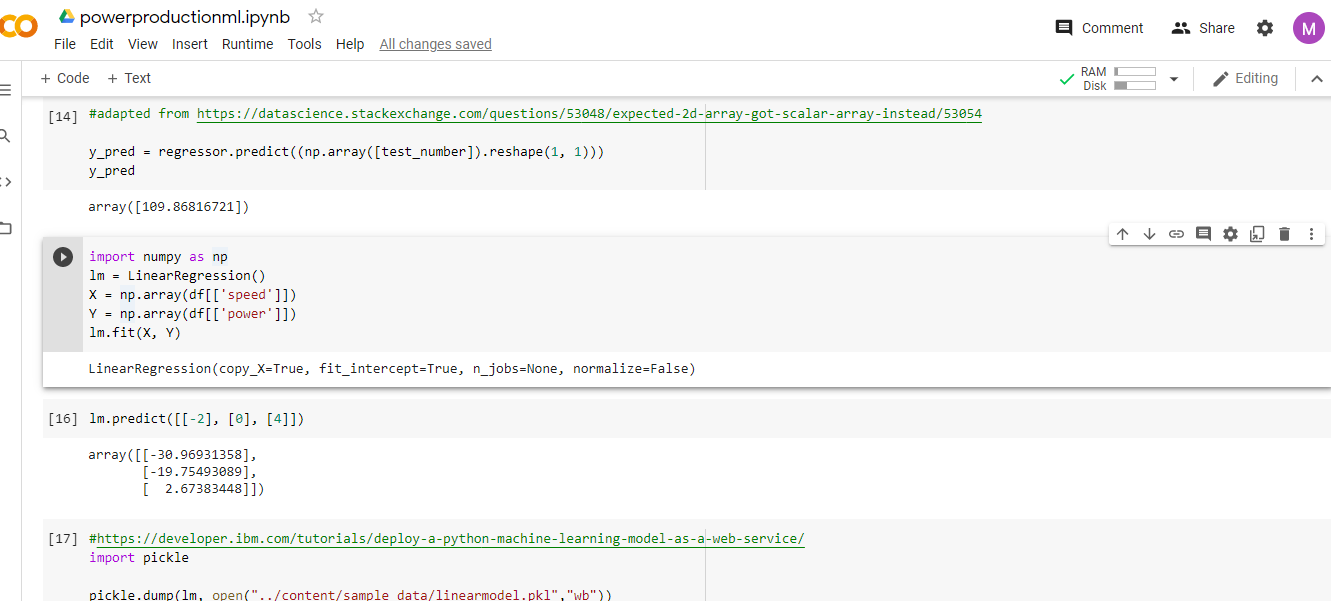 powerproductionml.ipynb
Comment Share M
File Edit View Insert Runtime Tools Help All changes saved
+ Code + Text
RAM
Disk
Editing
[14] #adapted from https://datascience.stackexchange.com/questions/53048/expected-2d-array-got-scalar-array-instead/53054
y_pred = regressor.predict((np.array([test_number]).reshape(1, 1)))
y_pred
array([109.86816721])
import numpy as np
lm = LinearRegression()
X = np.array(df[['speed']])
Y = np.array(df[['power']])
lm.fit(X, Y)
LinearRegression(copy_X=True, fit_intercept=True, n_jobs=None, normalize=False)
[16] lm.predict([[-2], [0], [4]])
array([[-30.96931358],
[-19.75493089],
[ 2.67383448]])
[17] #https://developer.ibm.com/tutorials/deploy-a-python-machine-learning-model-as-a-web-service/
import pickle
pickle.dump(lm, open("../content/sample_data/linearmodel.pkl","wb"))